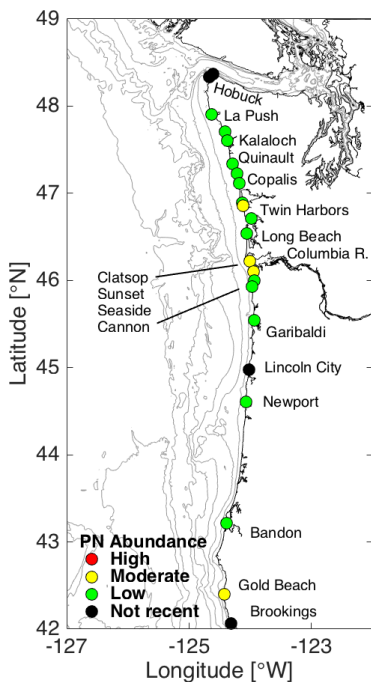 49
48
47
46
45
44
43
42
Latitude [°N]
Hobuck
La Push
Kalaloch
Quinault
Copalis
Twin Harbors
Long Beach
Columbia R.
Clatsop
Sunset
Seaside
Cannon
Garibaldi
Lincoln City
Newport
Bandon
Gold Beach
Brookings
PN Abundance
High
Moderate
Low
Not recent
-127 -125 -123
Longitude [°W]